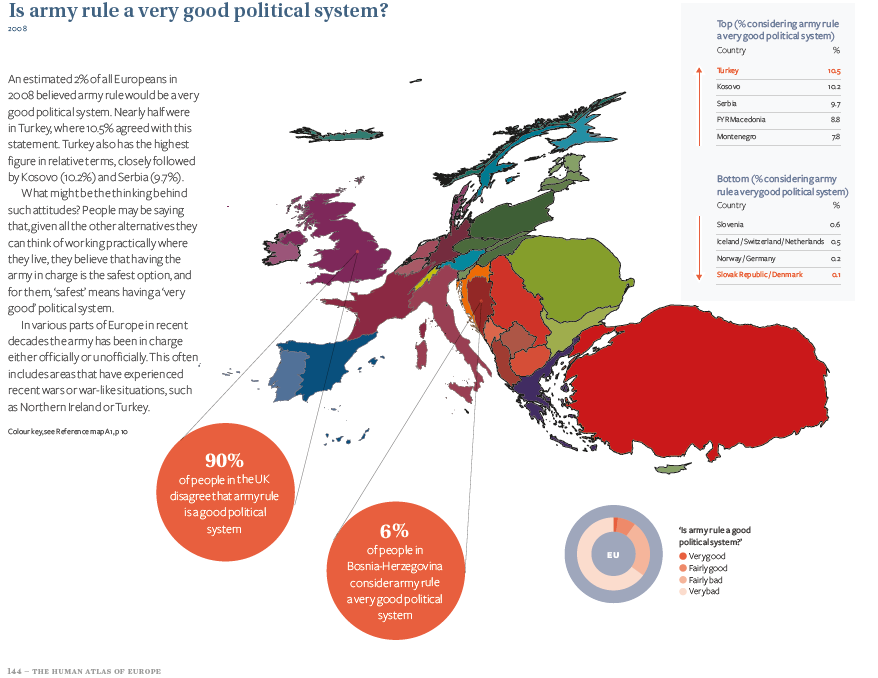 Is army rule a very good political system?
2008
An estimated 2% of all Europeans in
2008 believed army rule would be a very
good political system. Nearly half were
in Turkey, where 10.5% agreed with this
statement. Turkey also has the highest
figure in relative terms, closely followed
by Kosovo (10.2%) and Serbia (9.7%).
What might be the thinking behind
such attitudes? People may be saying
that, given all the other alternatives they
can think of working practically where
they live, they believe that having the
army in charge is the safest option, and
for them, ‘safest’ means having a ‘very
good’ political system.
In various parts of Europe in recent
decades the army has been in charge
either officially or unofficially. This often
includes areas that have experienced
recent wars or war-like situations, such
as Northern Ireland or Turkey.
Colour key, see Reference map A1, p 10
Top (% considering army rule
a very good political system)
Country %
Turkey 10.5
Kosovo 10.2
Serbia 9.7
FYR Macedonia 8.8
Montenegro 7.8
Bottom (% considering army
rule a very good political system)
Country %
Slovenia 0.6
Iceland / Switzerland / Netherlands 0.5
Norway / Germany 0.2
Slovak Republic / Denmark 0.1
90%
of people in the UK
disagree that army rule
is a good political
system
6%
of people in
Bosnia-Herzegovina
consider army rule
a very good political
system
EU
‘Is army rule a good
political system?’
Very good
Fairly good
Fairly bad
Very bad
144 – THE HUMAN ATLAS OF EUROPE